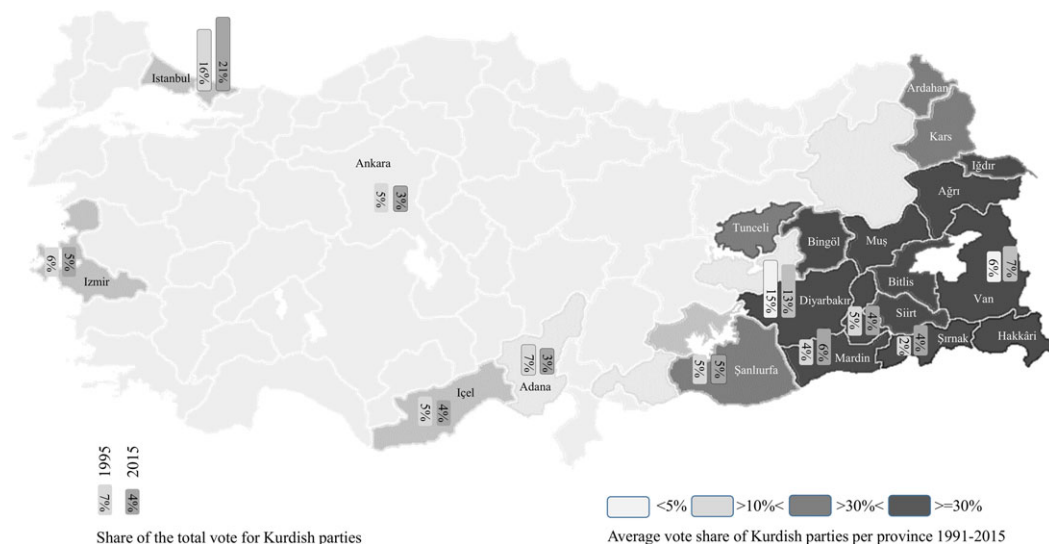 Istanbul
16%
21%
Ardahan
Kars
Iğdır
Ağrı
Ankara
5%
3%
Tunceli
Bingöl
Muş
6%
5%
Izmir
Bitlis
6%
7%
Van
15%
13%
Diyarbakır
5%
4%
Siirt
4%
6%
Mardin
2%
4%
Şırnak
Hakkâri
7%
3%
Adana
5%
5%
Şanlıurfa
Içel
5%
4%
1995
2015
7%
4%
Share of the total vote for Kurdish parties
<5% >10%< >30%< >=30%
Average vote share of Kurdish parties per province 1991-2015